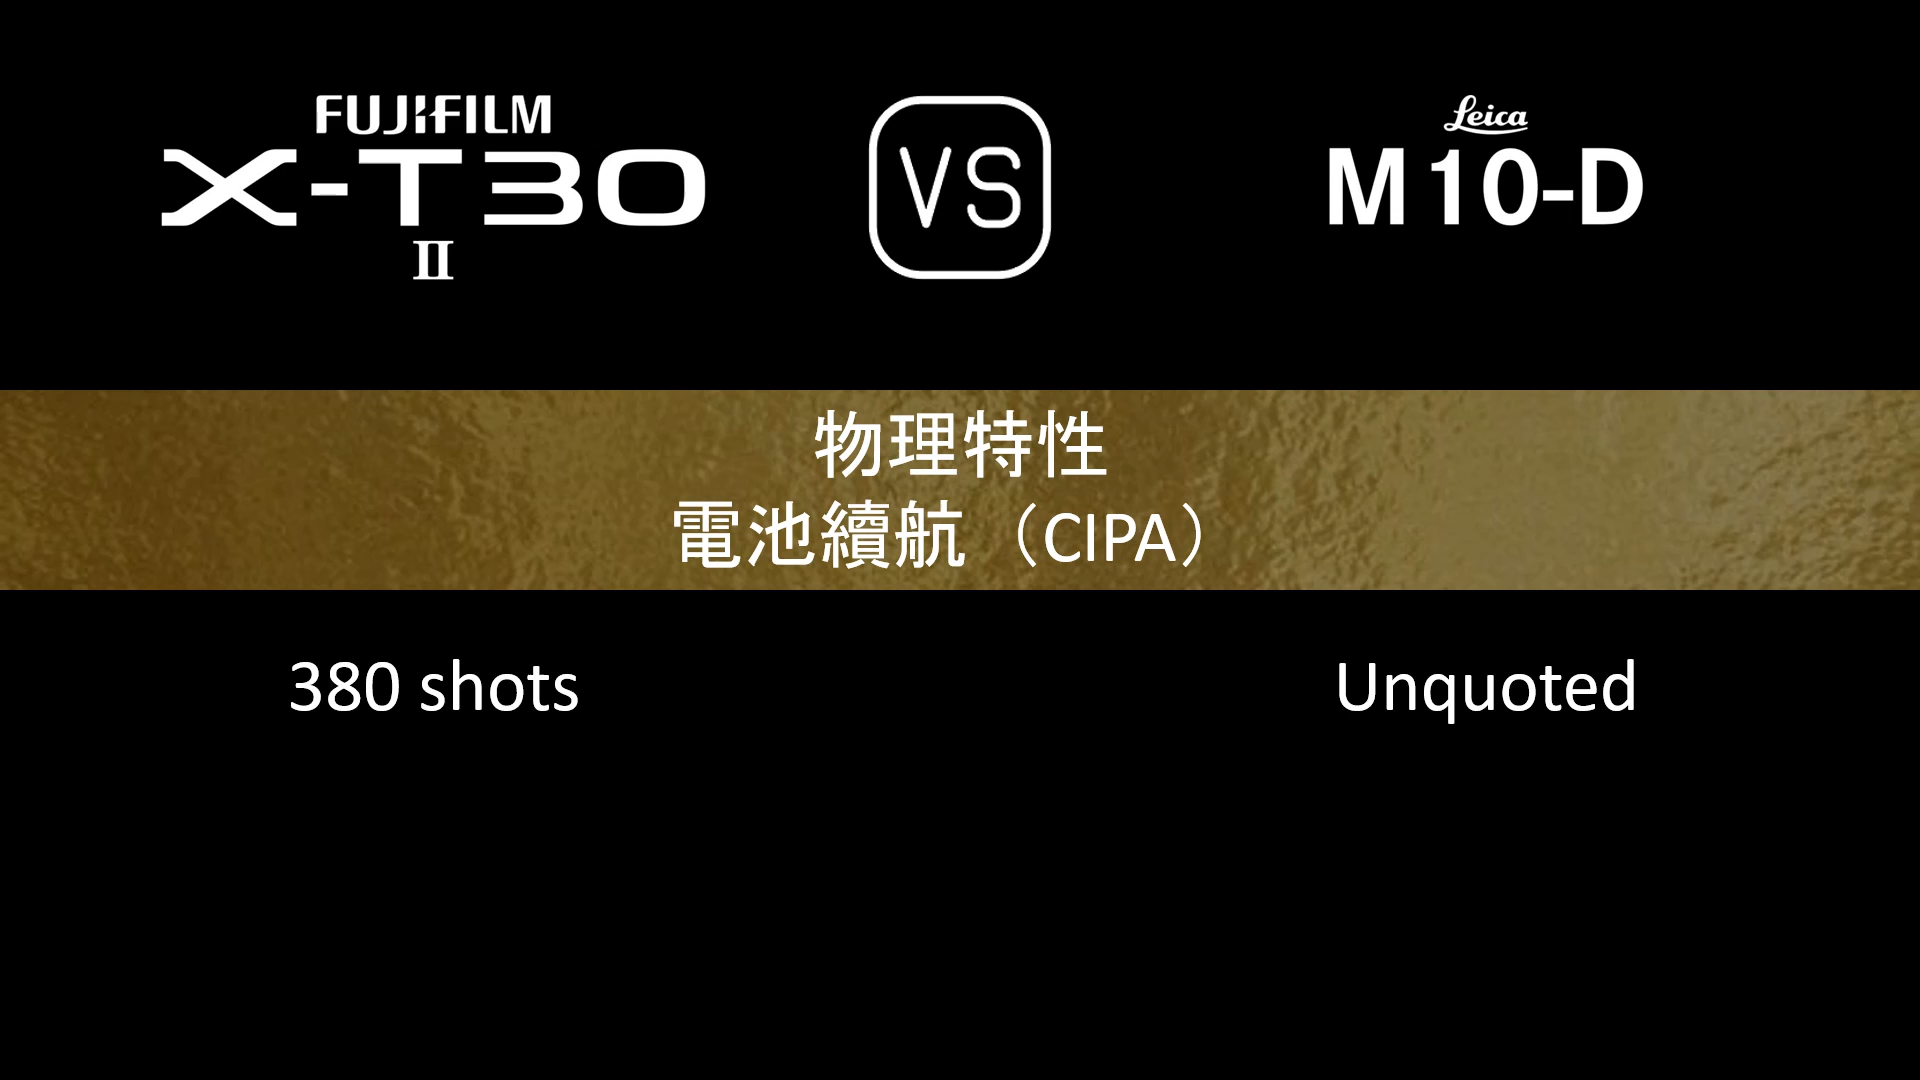 FUJIFILM
X-T30
II
VS
Leica
M10-D
物理特性
電池續航（CIPA）
380 shots
Unquoted